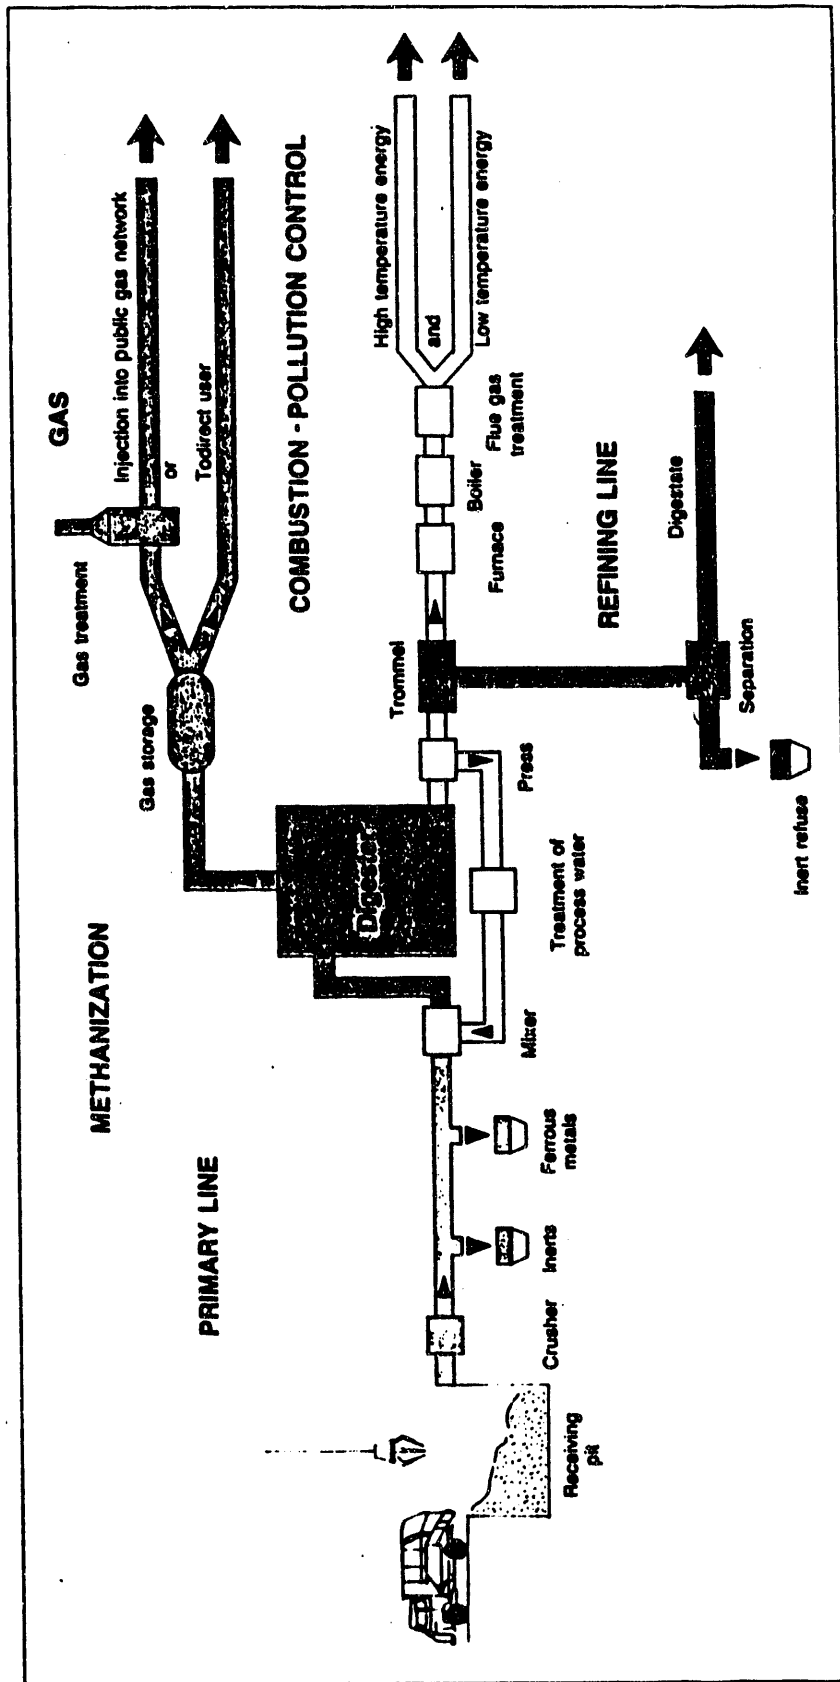 METHANIZATION
GAS
Gas treatment
Injection into public gas network
or
Todirect user
Gas storage
PRIMARY LINE
COMBUSTION - POLLUTION CONTROL
Digester
Trommel
High temperature energy
and
Low temperature energy
Receiving
pit
Crusher
Inerts
Ferrous
metals
Mixer
Treatment of
process water
Press
Furnace
Boiler
Flue gas
treatment
REFINING LINE
Digestate
Separation
Inert refuse